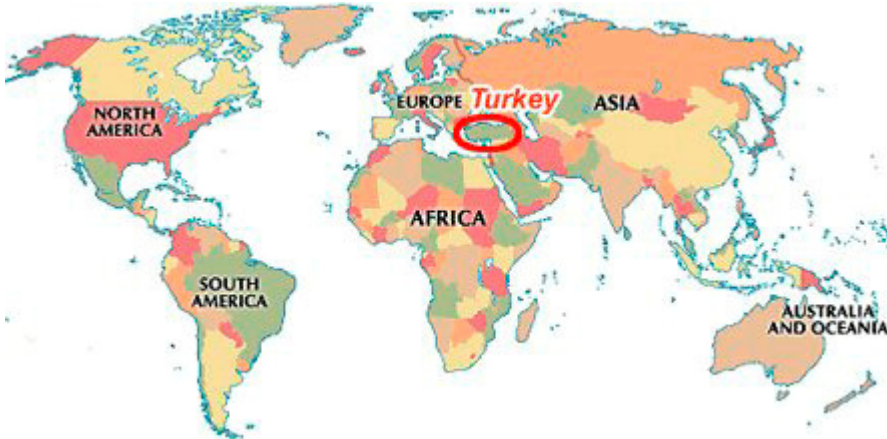 NORTH
AMERICA
EUROPE
Turkey
ASIA
AFRICA
SOUTH
AMERICA
AUSTRALIA
AND OCEANIA